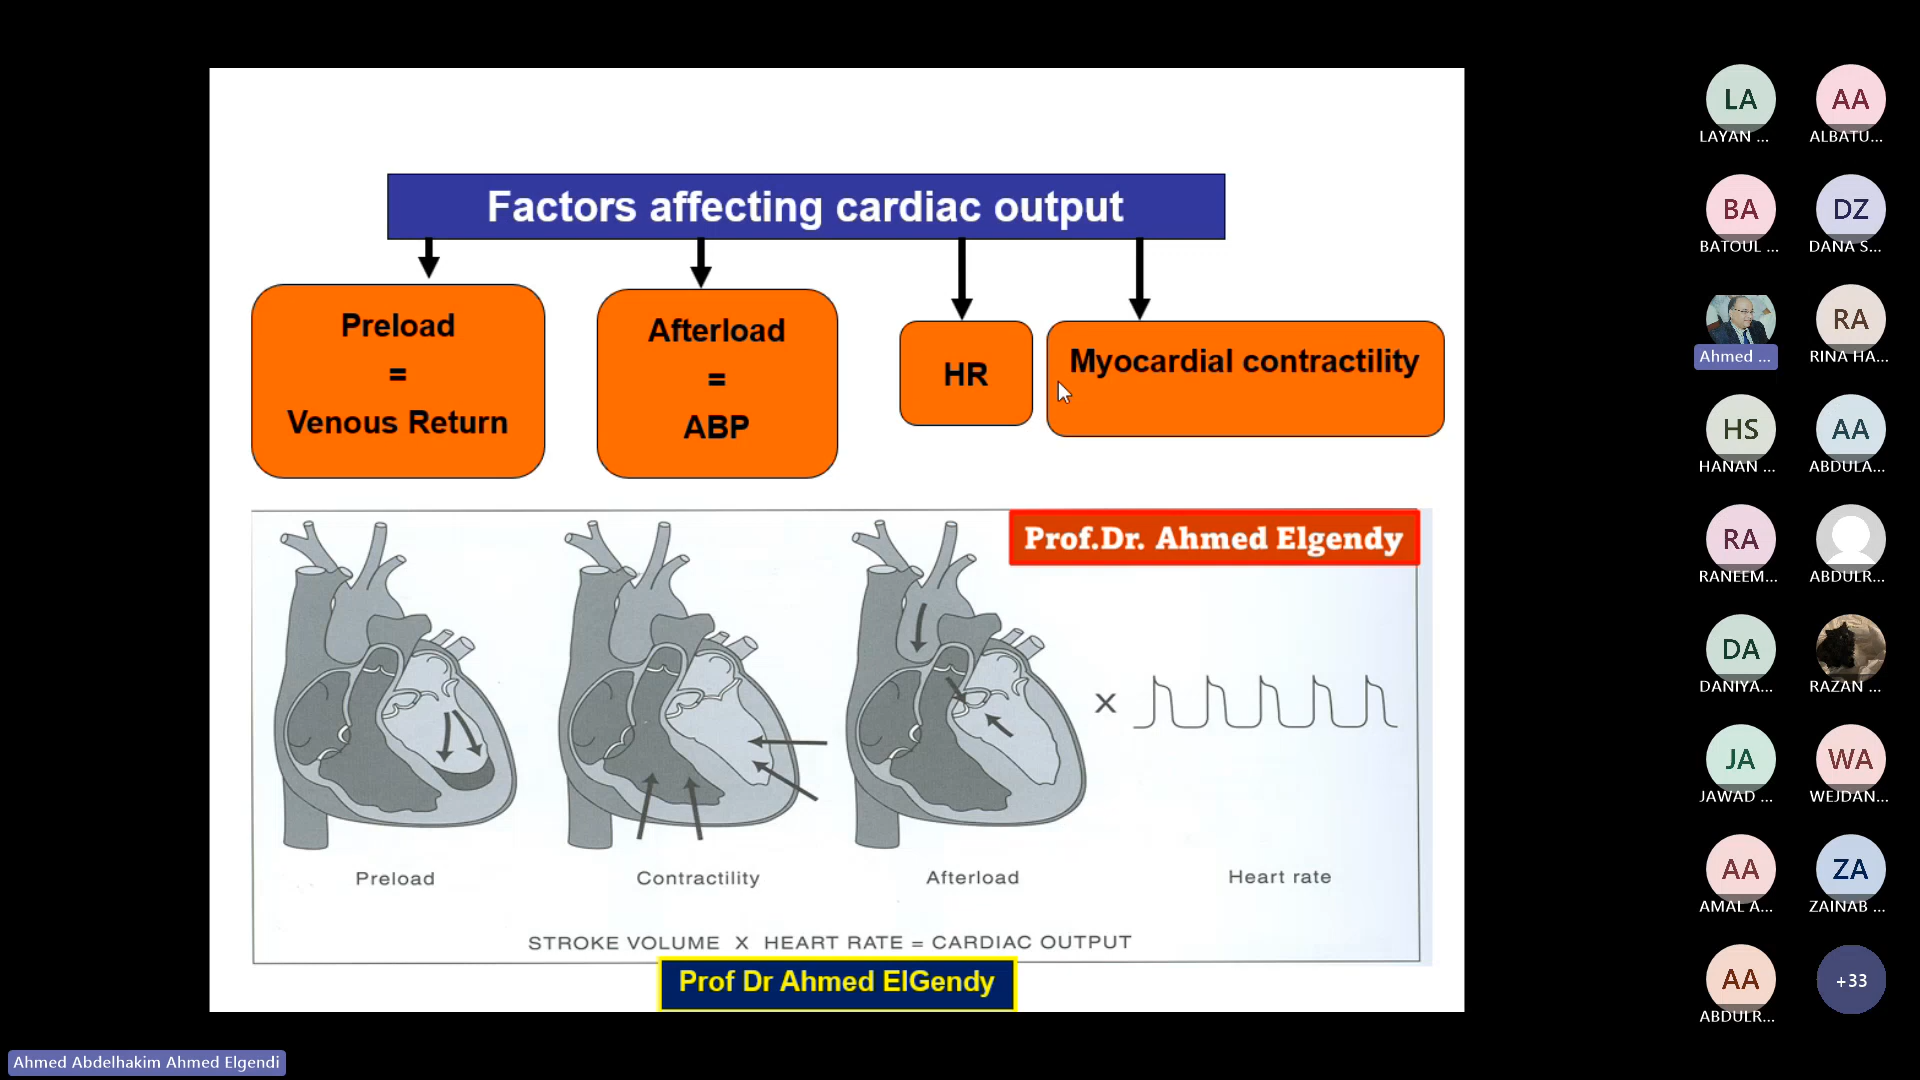 Factors affecting cardiac output
Preload
=
Venous Return
Afterload
=
ABP
HR
Myocardial contractility
Prof.Dr. Ahmed Elgendy
X
Preload
Contractility
Afterload
Heart rate
STROKE VOLUME X HEART RATE = CARDIAC OUTPUT
Prof Dr Ahmed ElGendy
LA
LAYAN ...
AA
ALBATU...
BA
BATOUL ...
DZ
DANA S...
Ahmed ...
RA
RINA HA...
HS
HANAN ...
AA
ABDULA...
RA
RANEEM...
ABDULR...
DA
DANIYA...
RAZAN ...
JA
JAWAD ...
WA
WEJDAN...
AA
AMAL A...
ZA
ZAINAB ...
AA
ABDULR...
+33
Ahmed Abdelhakim Ahmed Elgendi